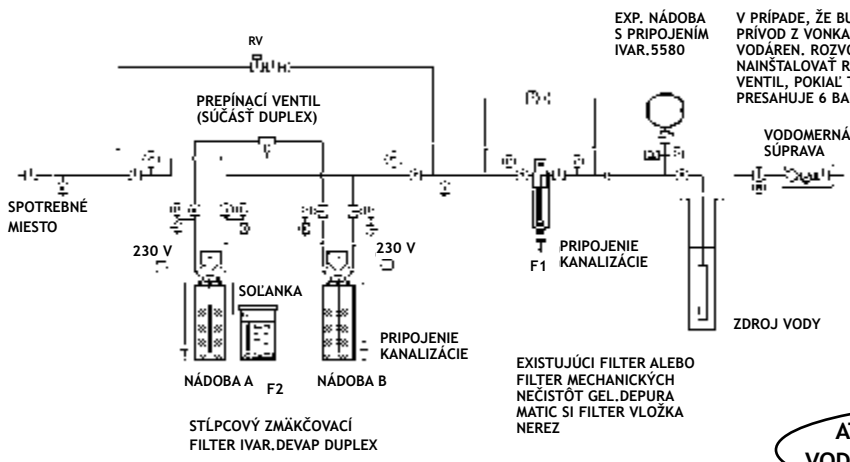 EXP. NÁDOBA
S PRIPOJENÍM
IVAR.5580
V PRÍPADE, ŽE BU
PRÍVOD Z VONKA
VODÁREN. ROZVO
NAINŠTALOVAŤ R
VENTIL, POKIAĽ T
PRESAHUJE 6 BA
RV
PREPÍNACÍ VENTIL
(SÚČÁSŤ DUPLEX)
VODOMERNÁ
SÚPRAVA
SPOTREBNÉ
MIESTO
230 V
230 V
SOĽANKA
F1
PRIPOJENIE
KANALIZÁCIE
ZDROJ VODY
PRIPOJENIE
KANALIZÁCIE
NÁDOBA A
F2
NÁDOBA B
EXISTUJÚCI FILTER ALEBO
FILTER MECHANICKÝCH
NEČISTÔT GEL.DEPURA
MATIC SI FILTER VLOŽKA
NEREZ
STĹPCOVÝ ZMÄKČOVACÍ
FILTER IVAR.DEVAP DUPLEX
VOD